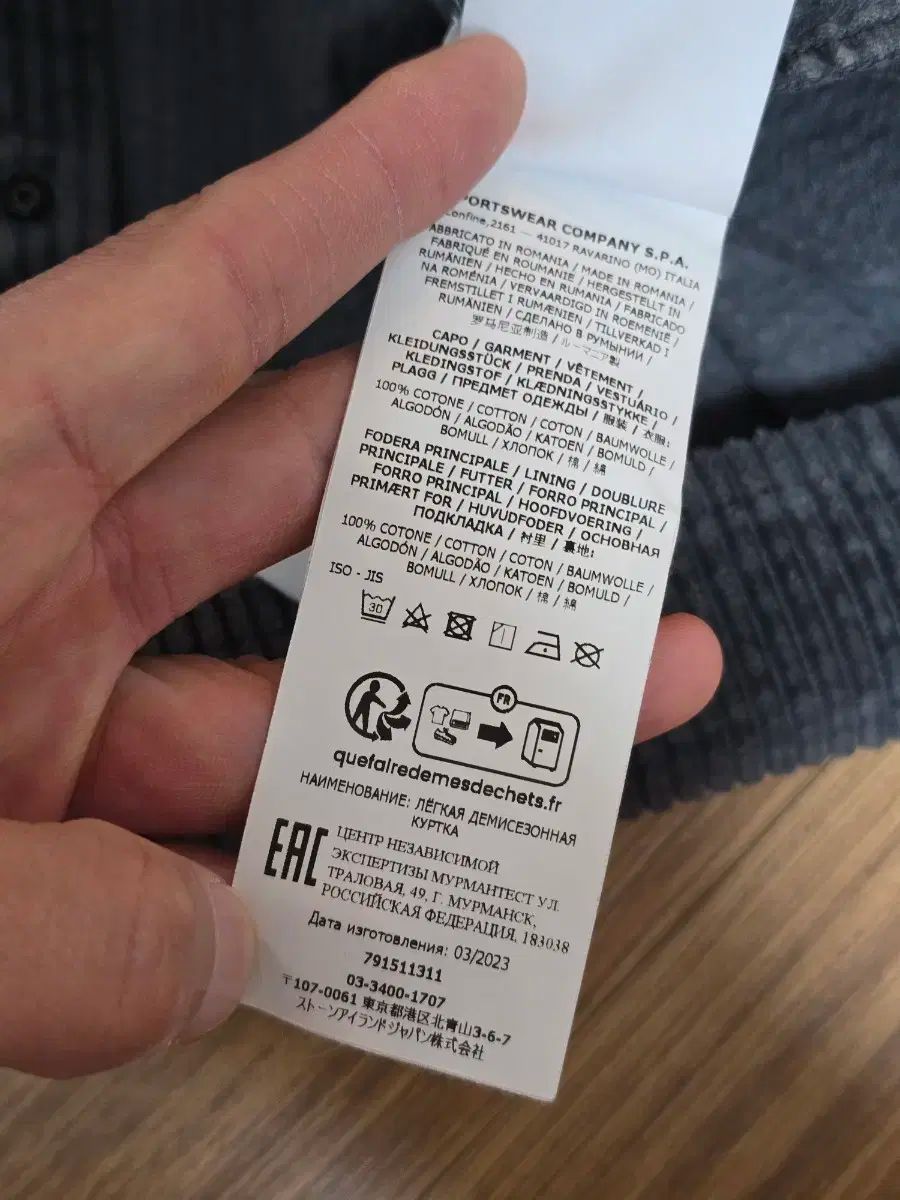 PORTSWEAR COMPANY S.P.A.
Confine,2161 — 41017 RAVARINO (MO) ITALIA
ABBRICATO IN ROMANIA / MADE IN ROMANIA /
FABRIQUÉ EN ROUMANIE / HERGESTELLT IN
RUMÄNIEN / HECHO EN RUMANIA / FABRICADO
NA ROMÉNIA / VERVAARDIGD IN ROEMENIË /
FREMSTILLET I RUMÆNIEN / TILLVERKAD I
RUMÄNIEN / СДЕЛАНО В РУМЫНИИ /
罗马尼亚制造 / ルーマニア製
CAPO / GARMENT / VÊTEMENT /
KLEIDUNGSSTÜCK / PRENDA / VESTUÁRIO /
KLEDINGSTOF / KLÆDNINGSSTYKKE /
PLAGG / ПРЕДМЕТ ОДЕЖДЫ / 服装 / 衣服:
100% COTONE / COTTON / COTON / BAUMWOLLE /
ALGODÓN / ALGODÃO / KATOEN / BOMULD /
BOMULL / ХЛОПОК / 棉 / 綿
FODERA PRINCIPALE / LINING / DOUBLURE
PRINCIPALE / FUTTER / FORRO PRINCIPAL /
FORRO PRINCIPAL / HOOFDVOERING /
PRIMÆRT FOR / HUVUDFODER / ОСНОВНАЯ
ПОДКЛАДКА / 衬里 / 裏地:
100% COTONE / COTTON / COTON / BAUMWOLLE /
ALGODÓN / ALGODÃO / KATOEN / BOMULD /
BOMULL / ХЛОПОК / 棉 / 綿
ISO - JIS
30
FR
quefairedemesdechets.fr
НАИМЕНОВАНИЕ: ЛЁГКАЯ ДЕМИСЕЗОННАЯ
КУРТКА
EAC
ЦЕНТР НЕЗАВИСИМОЙ
ЭКСПЕРТИЗЫ МУРМАНТЕСТ УЛ.
ТРАЛОВАЯ, 49, Г. МУРМАНСК,
РОССИЙСКАЯ ФЕДЕРАЦИЯ, 183038
Дата изготовления: 03/2023
791511311
03-3400-1707
〒107-0061 東京都港区北青山3-6-7
ストーンアイランドジャパン株式会社